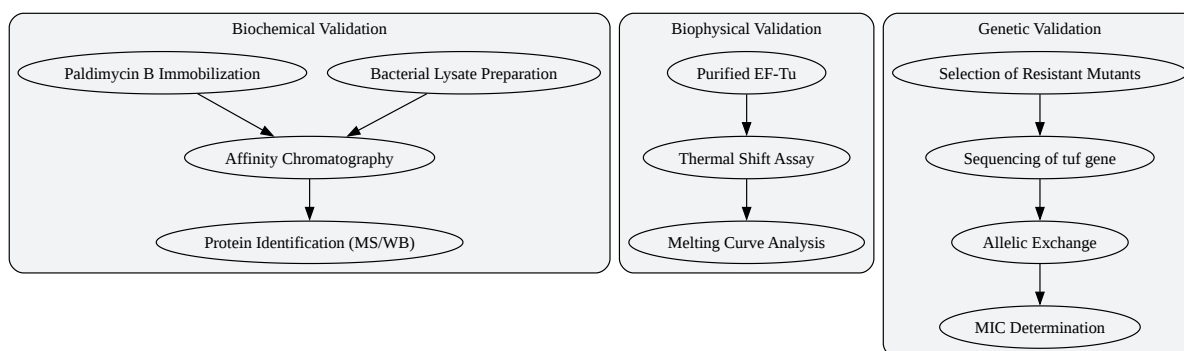 Biochemical Validation
Paldimycin B Immobilization
Bacterial Lysate Preparation
Affinity Chromatography
Protein Identification (MS/WB)
Biophysical Validation
Purified EF-Tu
Thermal Shift Assay
Melting Curve Analysis
Genetic Validation
Selection of Resistant Mutants
Sequencing of tuf gene
Allelic Exchange
MIC Determination